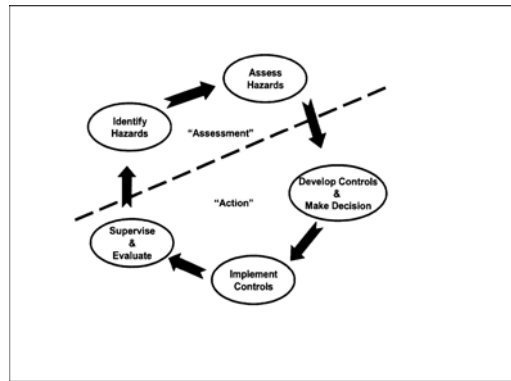 Assess
Hazards
Identify
Hazards
"Assessment"
Develop Controls
&
Make Decision
"Action"
Supervise
&
Evaluate
Implement
Controls